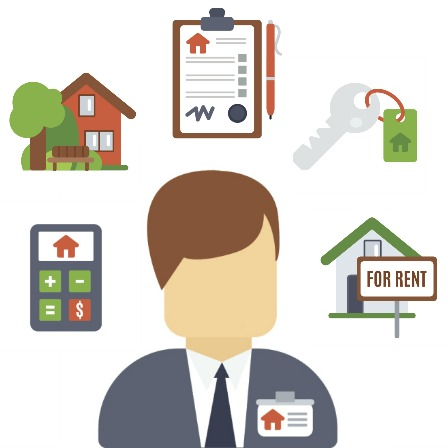 FOR RENT
+ -
= $